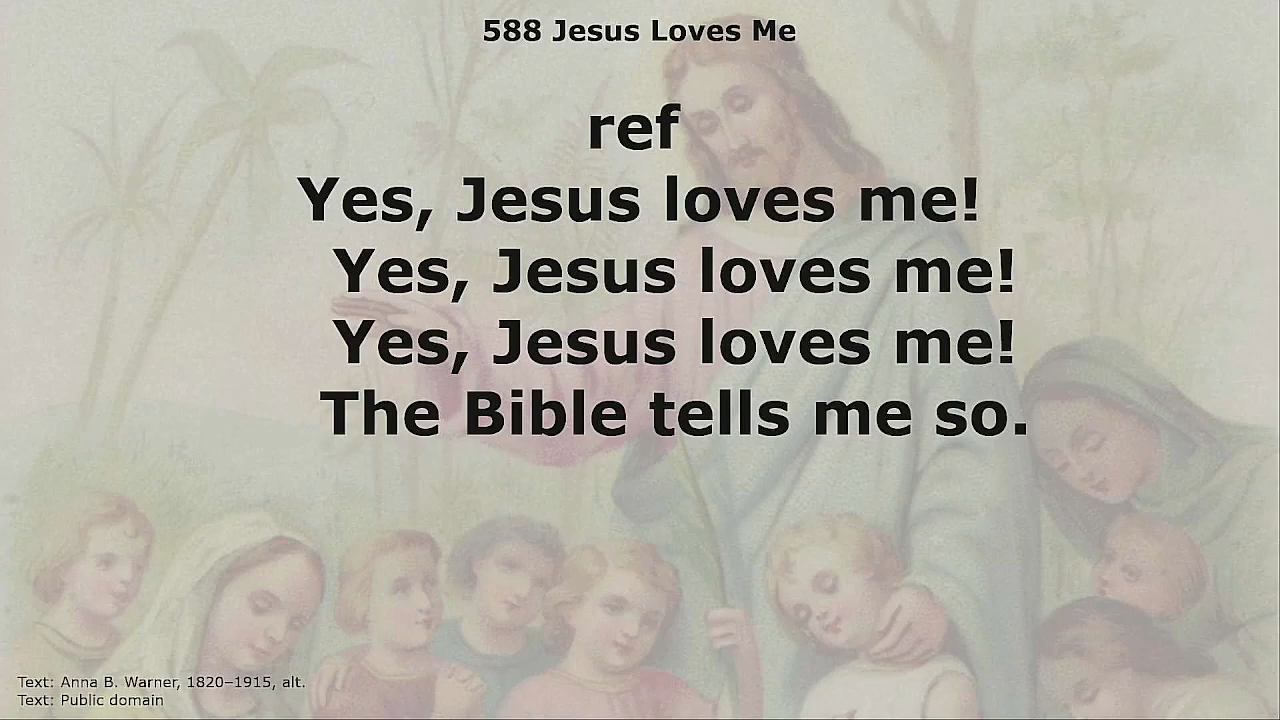 588 Jesus Loves Me
ref
Yes, Jesus loves me!
Yes, Jesus loves me!
Yes, Jesus loves me!
The Bible tells me so.
Text: Anna B. Warner, 1820–1915, alt.
Text: Public domain